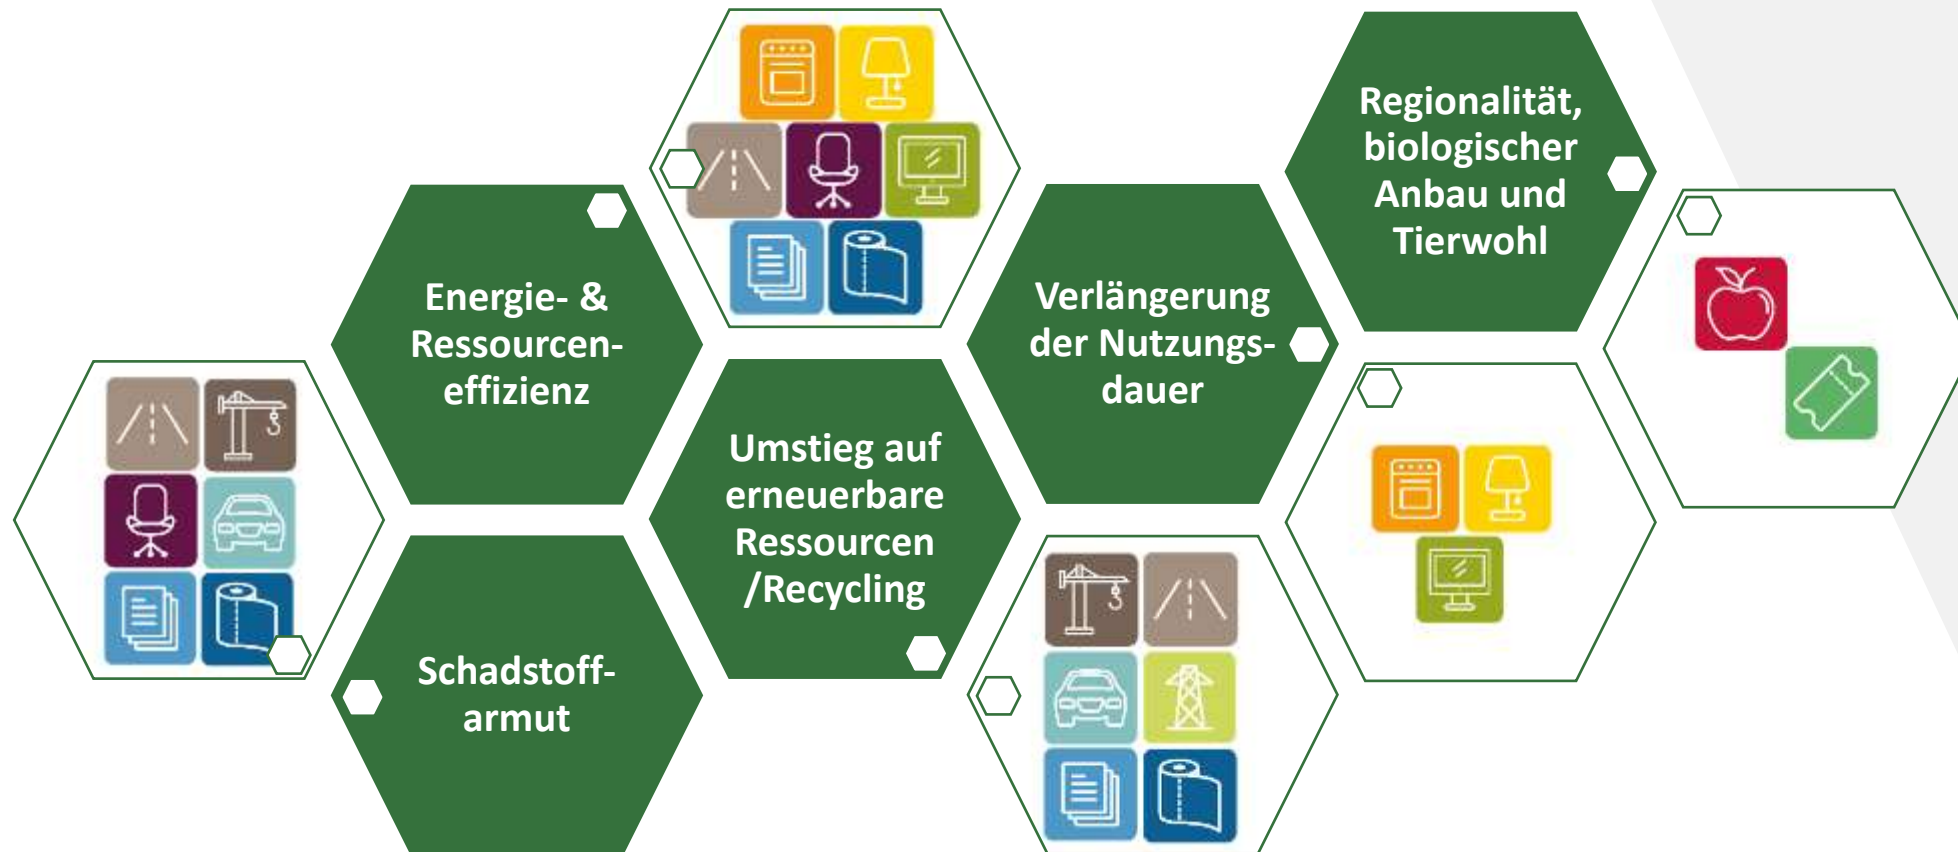 Energie- &
Ressourcen-
effizienz
Schadstoff-
armut
Umstieg auf
erneuerbare
Ressourcen
/Recycling
Verlängerung
der Nutzungs-
dauer
Regionalität,
biologischer
Anbau und
Tierwohl